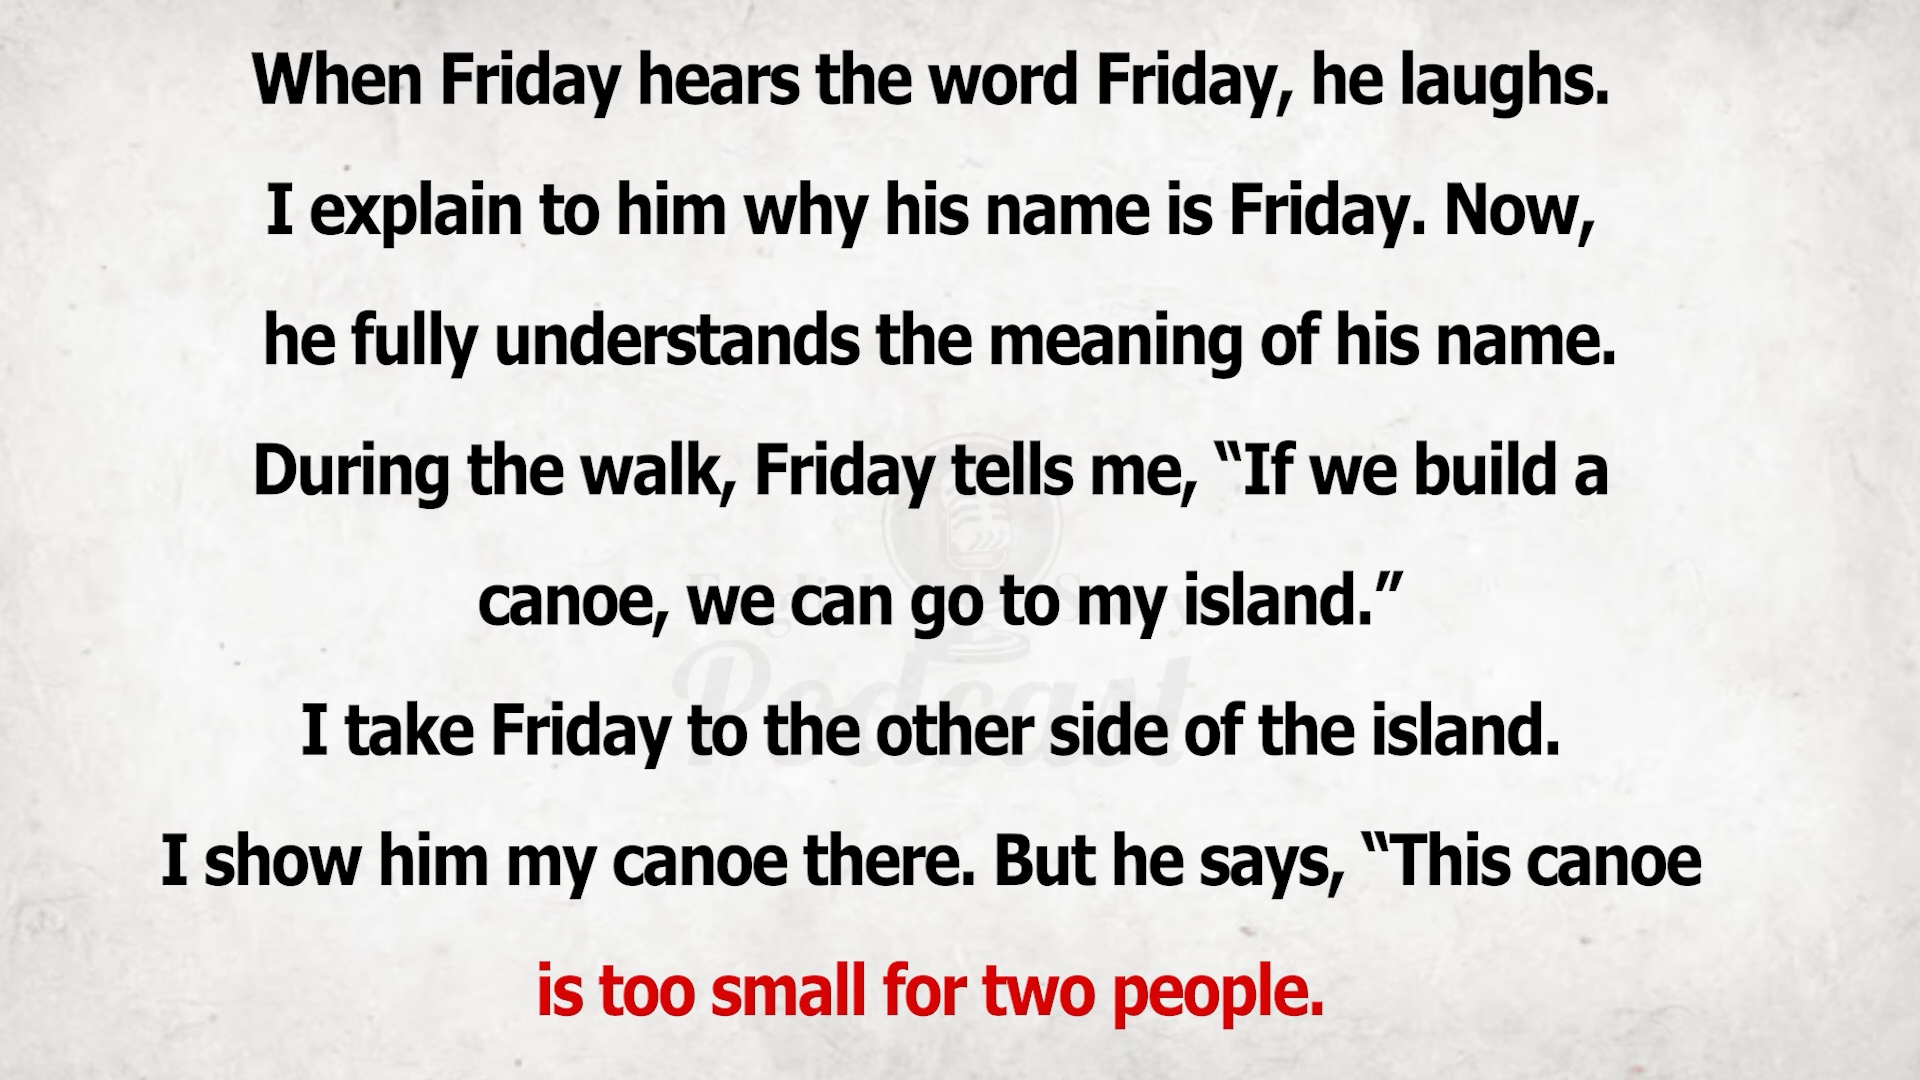 When Friday hears the word Friday, he laughs.
I explain to him why his name is Friday. Now,
he fully understands the meaning of his name.
During the walk, Friday tells me, “If we build a
canoe, we can go to my island.”
I take Friday to the other side of the island.
I show him my canoe there. But he says, “This canoe
is too small for two people.
Podcast